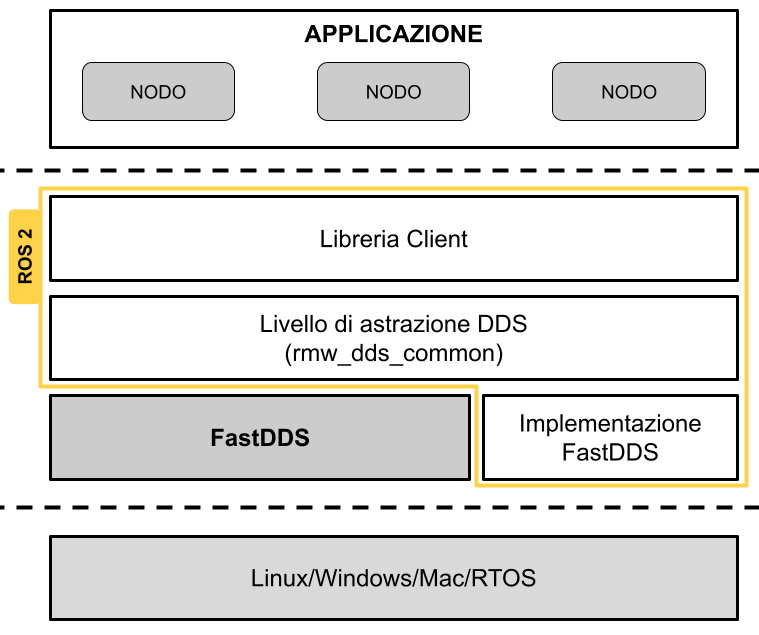 APPLICAZIONE
NODO
NODO
NODO
ROS 2
Libreria Client
Livello di astrazione DDS
(rmw_dds_common)
FastDDS
Implementazione
FastDDS
Linux/Windows/Mac/RTOS